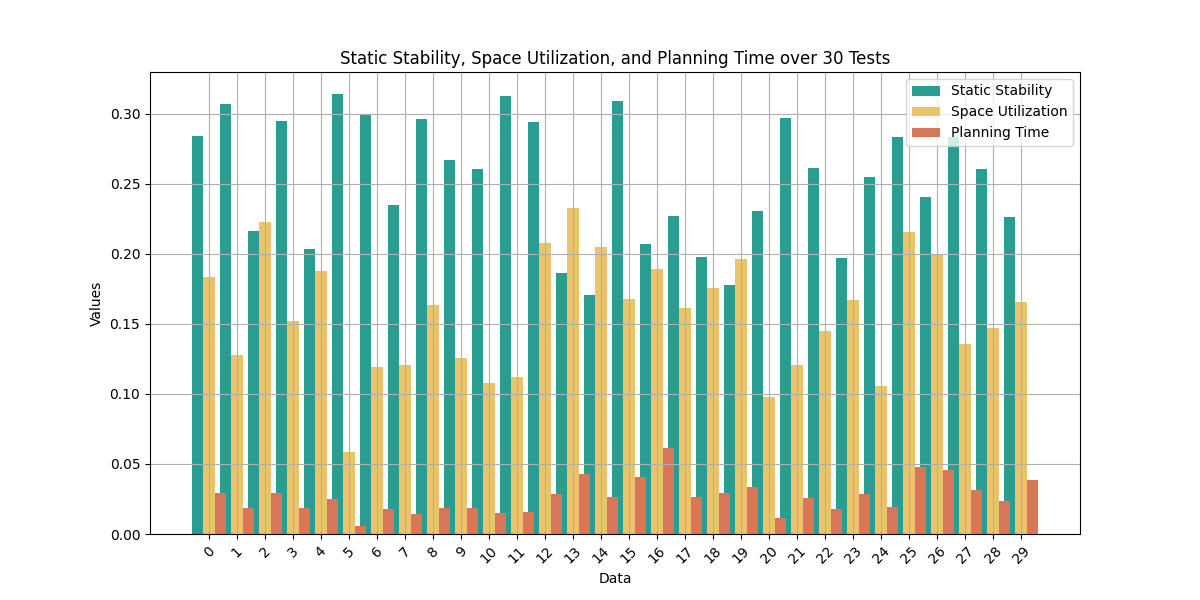 Static Stability, Space Utilization, and Planning Time over 30 Tests
Static Stability
Space Utilization
Planning Time
0.30
0.25
0.20
0.15
0.10
0.05
0.00
Values
0 1 2 3 4 5 6 7 8 9 10 11 12 13 14 15 16 17 18 19 20 21 22 23 24 25 26 27 28 29
Data